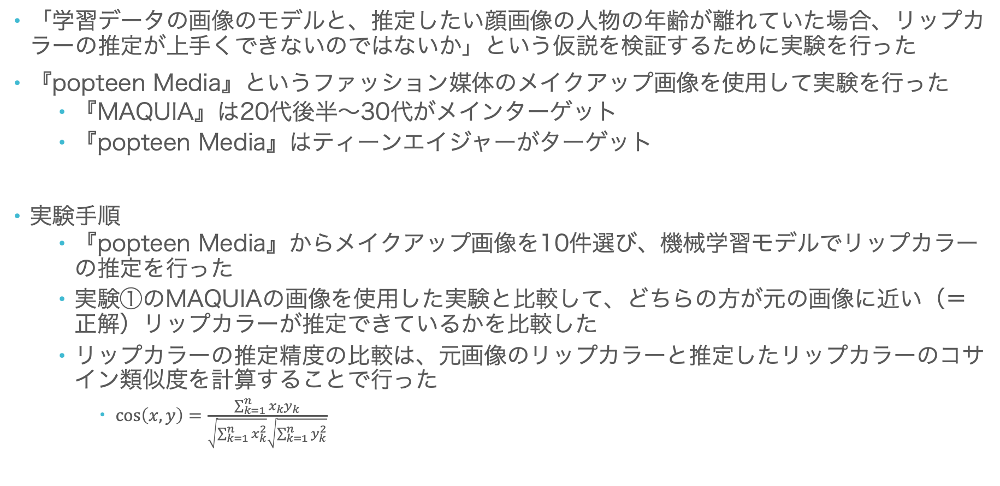 ・「学習データの画像のモデルと、推定したい顔画像の人物の年齢が離れていた場合、リップカ
ラーの推定が上手くできないのではないか」という仮説を検証するために実験を行った
・『popteen Media』というファッション媒体のメイクアップ画像を使用して実験を行った
・『MAQUIA』は20代後半～30代がメインターゲット
・『popteen Media』はティーンエイジャーがターゲット
・実験手順
・『popteen Media』からメイクアップ画像を10件選び、機械学習モデルでリップカラー
の推定を行った
・実験①のMAQUIAの画像を使用した実験と比較して、どちらの方が元の画像に近い（＝
正解）リップカラーが推定できているかを比較した
・リップカラーの推定精度の比較は、元画像のリップカラーと推定したリップカラーのコサ
イン類似度を計算することで行った
・cos(x, y) = \frac{\sum_{k=1}^{n} x_k y_k}{\sqrt{\sum_{k=1}^{n} x_k^2} \sqrt{\sum_{k=1}^{n} y_k^2}}